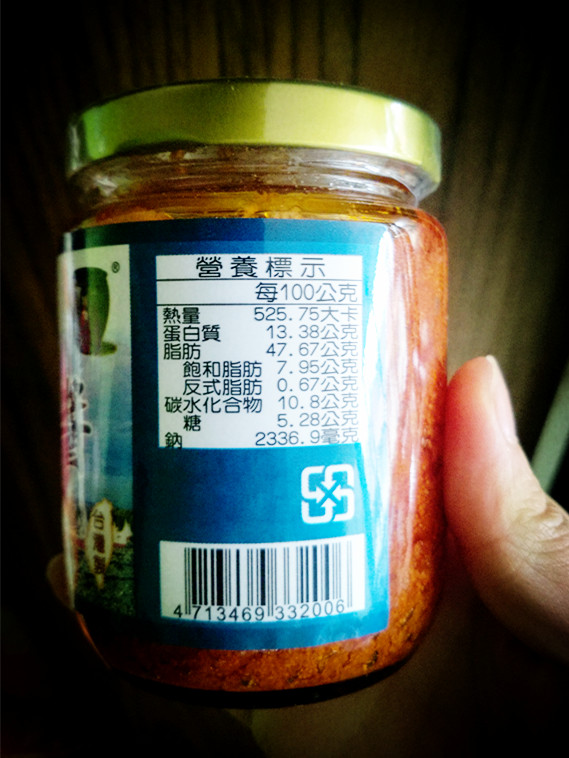 ®
營養標示
每100公克
熱量 525.75大卡
蛋白質 13.38公克
脂肪 47.67公克
飽和脂肪 7.95公克
反式脂肪 0.67公克
碳水化合物 10.8公克
糖 5.28公克
鈉 2336.9毫克
台灣
4 713469 332006